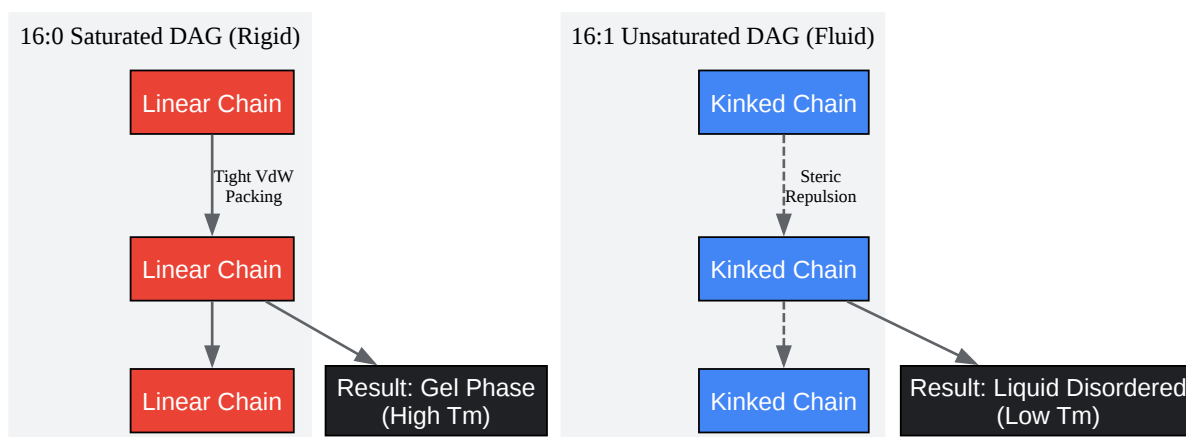 16:0 Saturated DAG (Rigid)
Linear Chain
Tight VdW
Packing
Linear Chain
Linear Chain
Result: Gel Phase
(High Tm)
16:1 Unsaturated DAG (Fluid)
Kinked Chain
Steric
Repulsion
Kinked Chain
Kinked Chain
Result: Liquid Disordered
(Low Tm)